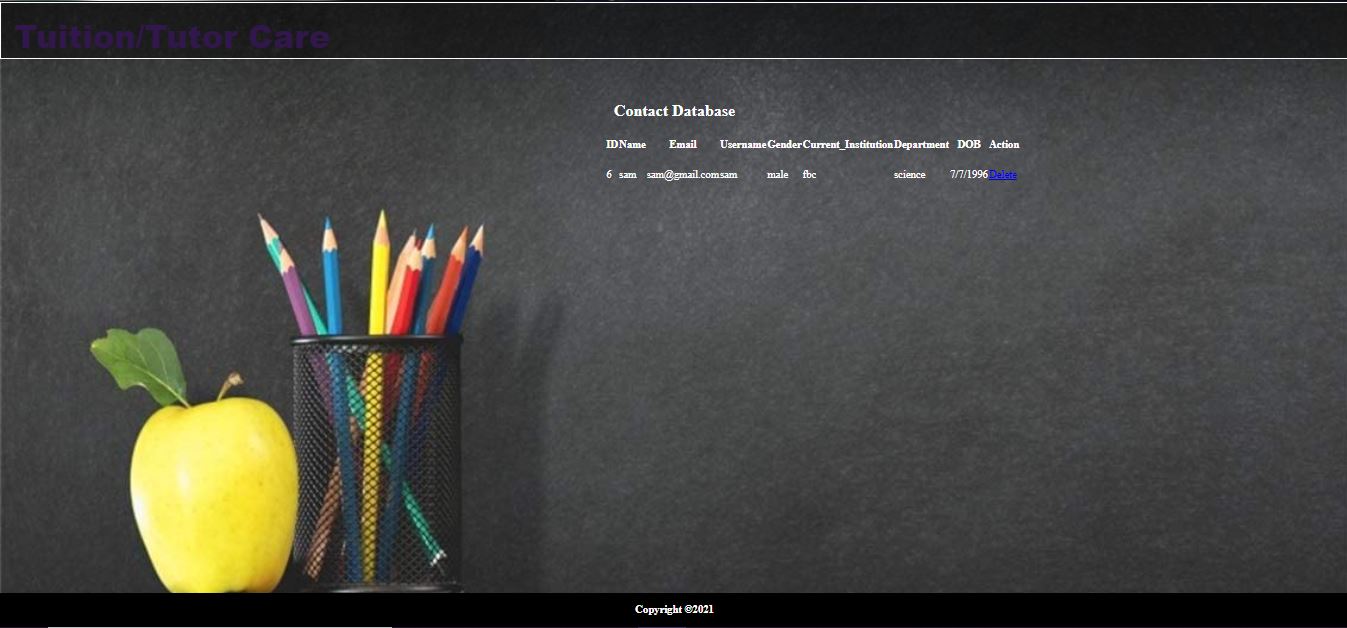 Tuition/Tutor Care
Contact Database
ID Name Email Username Gender Current_Institution Department DOB Action
6 sam sam@gmail.com sam male fbc science 7/7/1996 Delete
Copyright ©2021